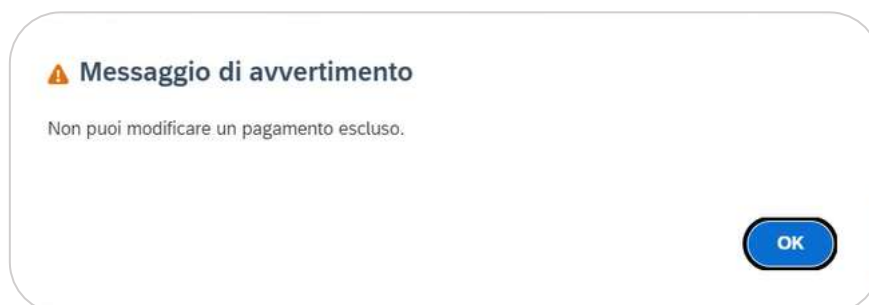 Messaggio di avvertimento
Non puoi modificare un pagamento escluso.
OK